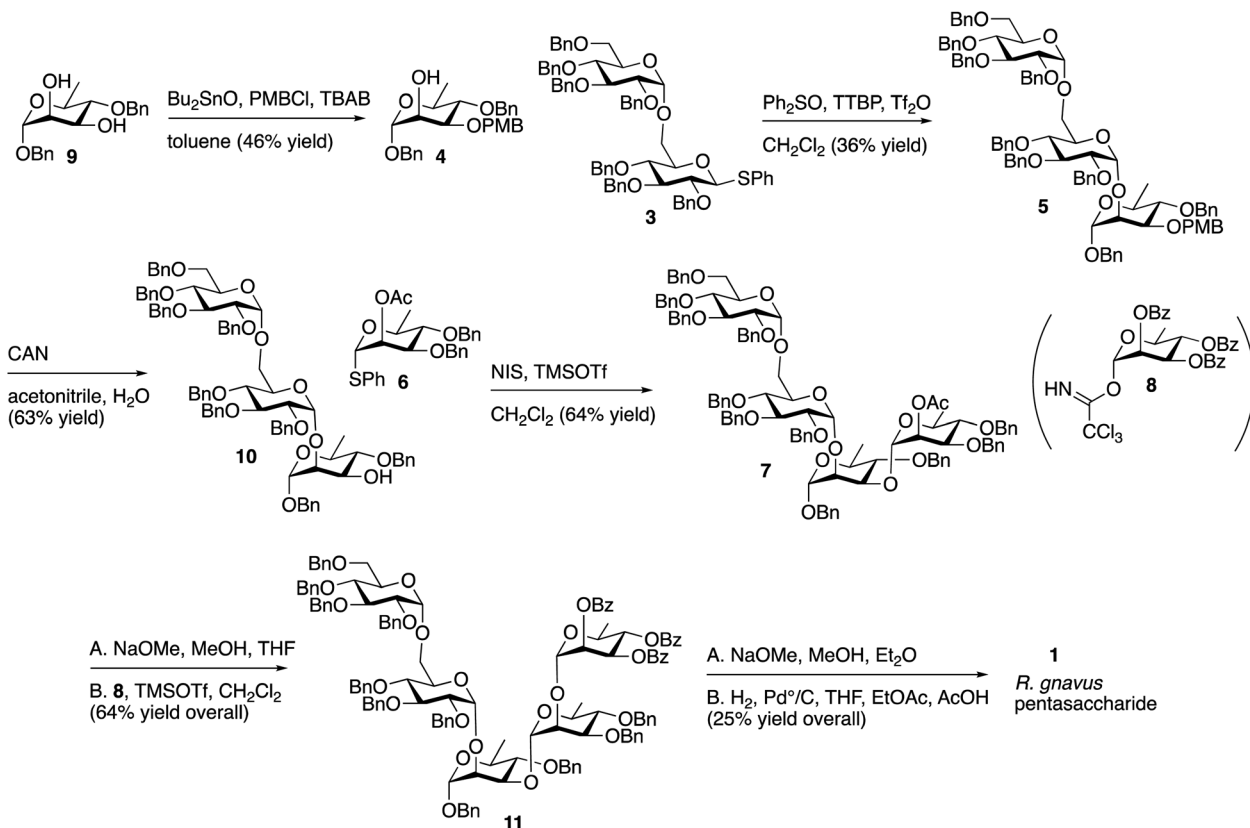 OH
O
OBn
OH
OBn
9
Bu2SnO, PMBCl, TBAB
toluene (46% yield)
OH
O
OBn
OPMB
OBn
4
BnO
O
BnO
BnO
BnO
O
O
BnO
BnO
SPh
BnO
3
Ph2SO, TTBP, Tf2O
CH2Cl2 (36% yield)
BnO
O
BnO
BnO
BnO
O
O
BnO
BnO
BnO
O
O
OBn
OPMB
OBn
5
CAN
acetonitrile, H2O
(63% yield)
BnO
O
BnO
BnO
BnO
O
O
BnO
BnO
BnO
O
O
OBn
OH
OBn
10
OAc
O
OBn
OBn
SPh
6
NIS, TMSOTf
CH2Cl2 (64% yield)
BnO
O
BnO
BnO
BnO
O
O
BnO
BnO
BnO
O
OAc
O
OBn
OBn
O
OBn
O
OBn
7
OBz
O
OBz
OBz
O
HN
CCl3
8
A. NaOMe, MeOH, THF
B. 8, TMSOTf, CH2Cl2
(64% yield overall)
BnO
O
BnO
BnO
BnO
O
O
BnO
BnO
BnO
O
OBz
O
OBz
OBz
O
O
OBn
OBn
O
OBn
O
OBn
11
A. NaOMe, MeOH, Et2O
B. H2, Pd°/C, THF, EtOAc, AcOH
(25% yield overall)
1
R. gnavus
pentasaccharide